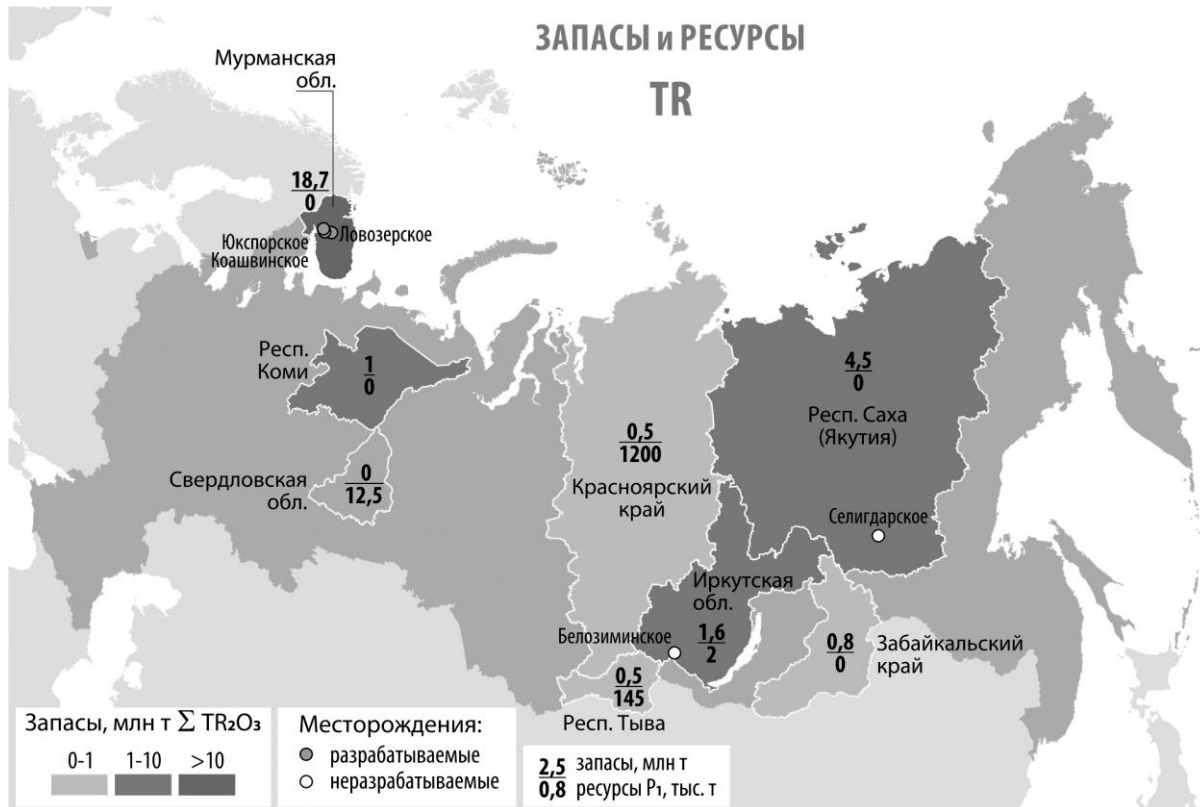 ЗАПАСЫ и РЕСУРСЫ
TR
Мурманская
обл.
18,7
0
Юкспорское
Коашвинское
Ловозерское
Респ.
Коми
1
0
Свердловская
обл.
0
12,5
0,5
1200
Красноярский
край
4,5
0
Респ. Саха
(Якутия)
Селигдарское
Иркутская
обл.
Белозиминское
1,6
2
0,8
0
Забайкальский
край
0,5
145
Респ. Тыва
Запасы, млн т Σ TR₂O₃
0-1 1-10 >10
Месторождения:
разрабатываемые
неразрабатываемые
2,5 запасы, млн т
0,8 ресурсы P₁, тыс. т